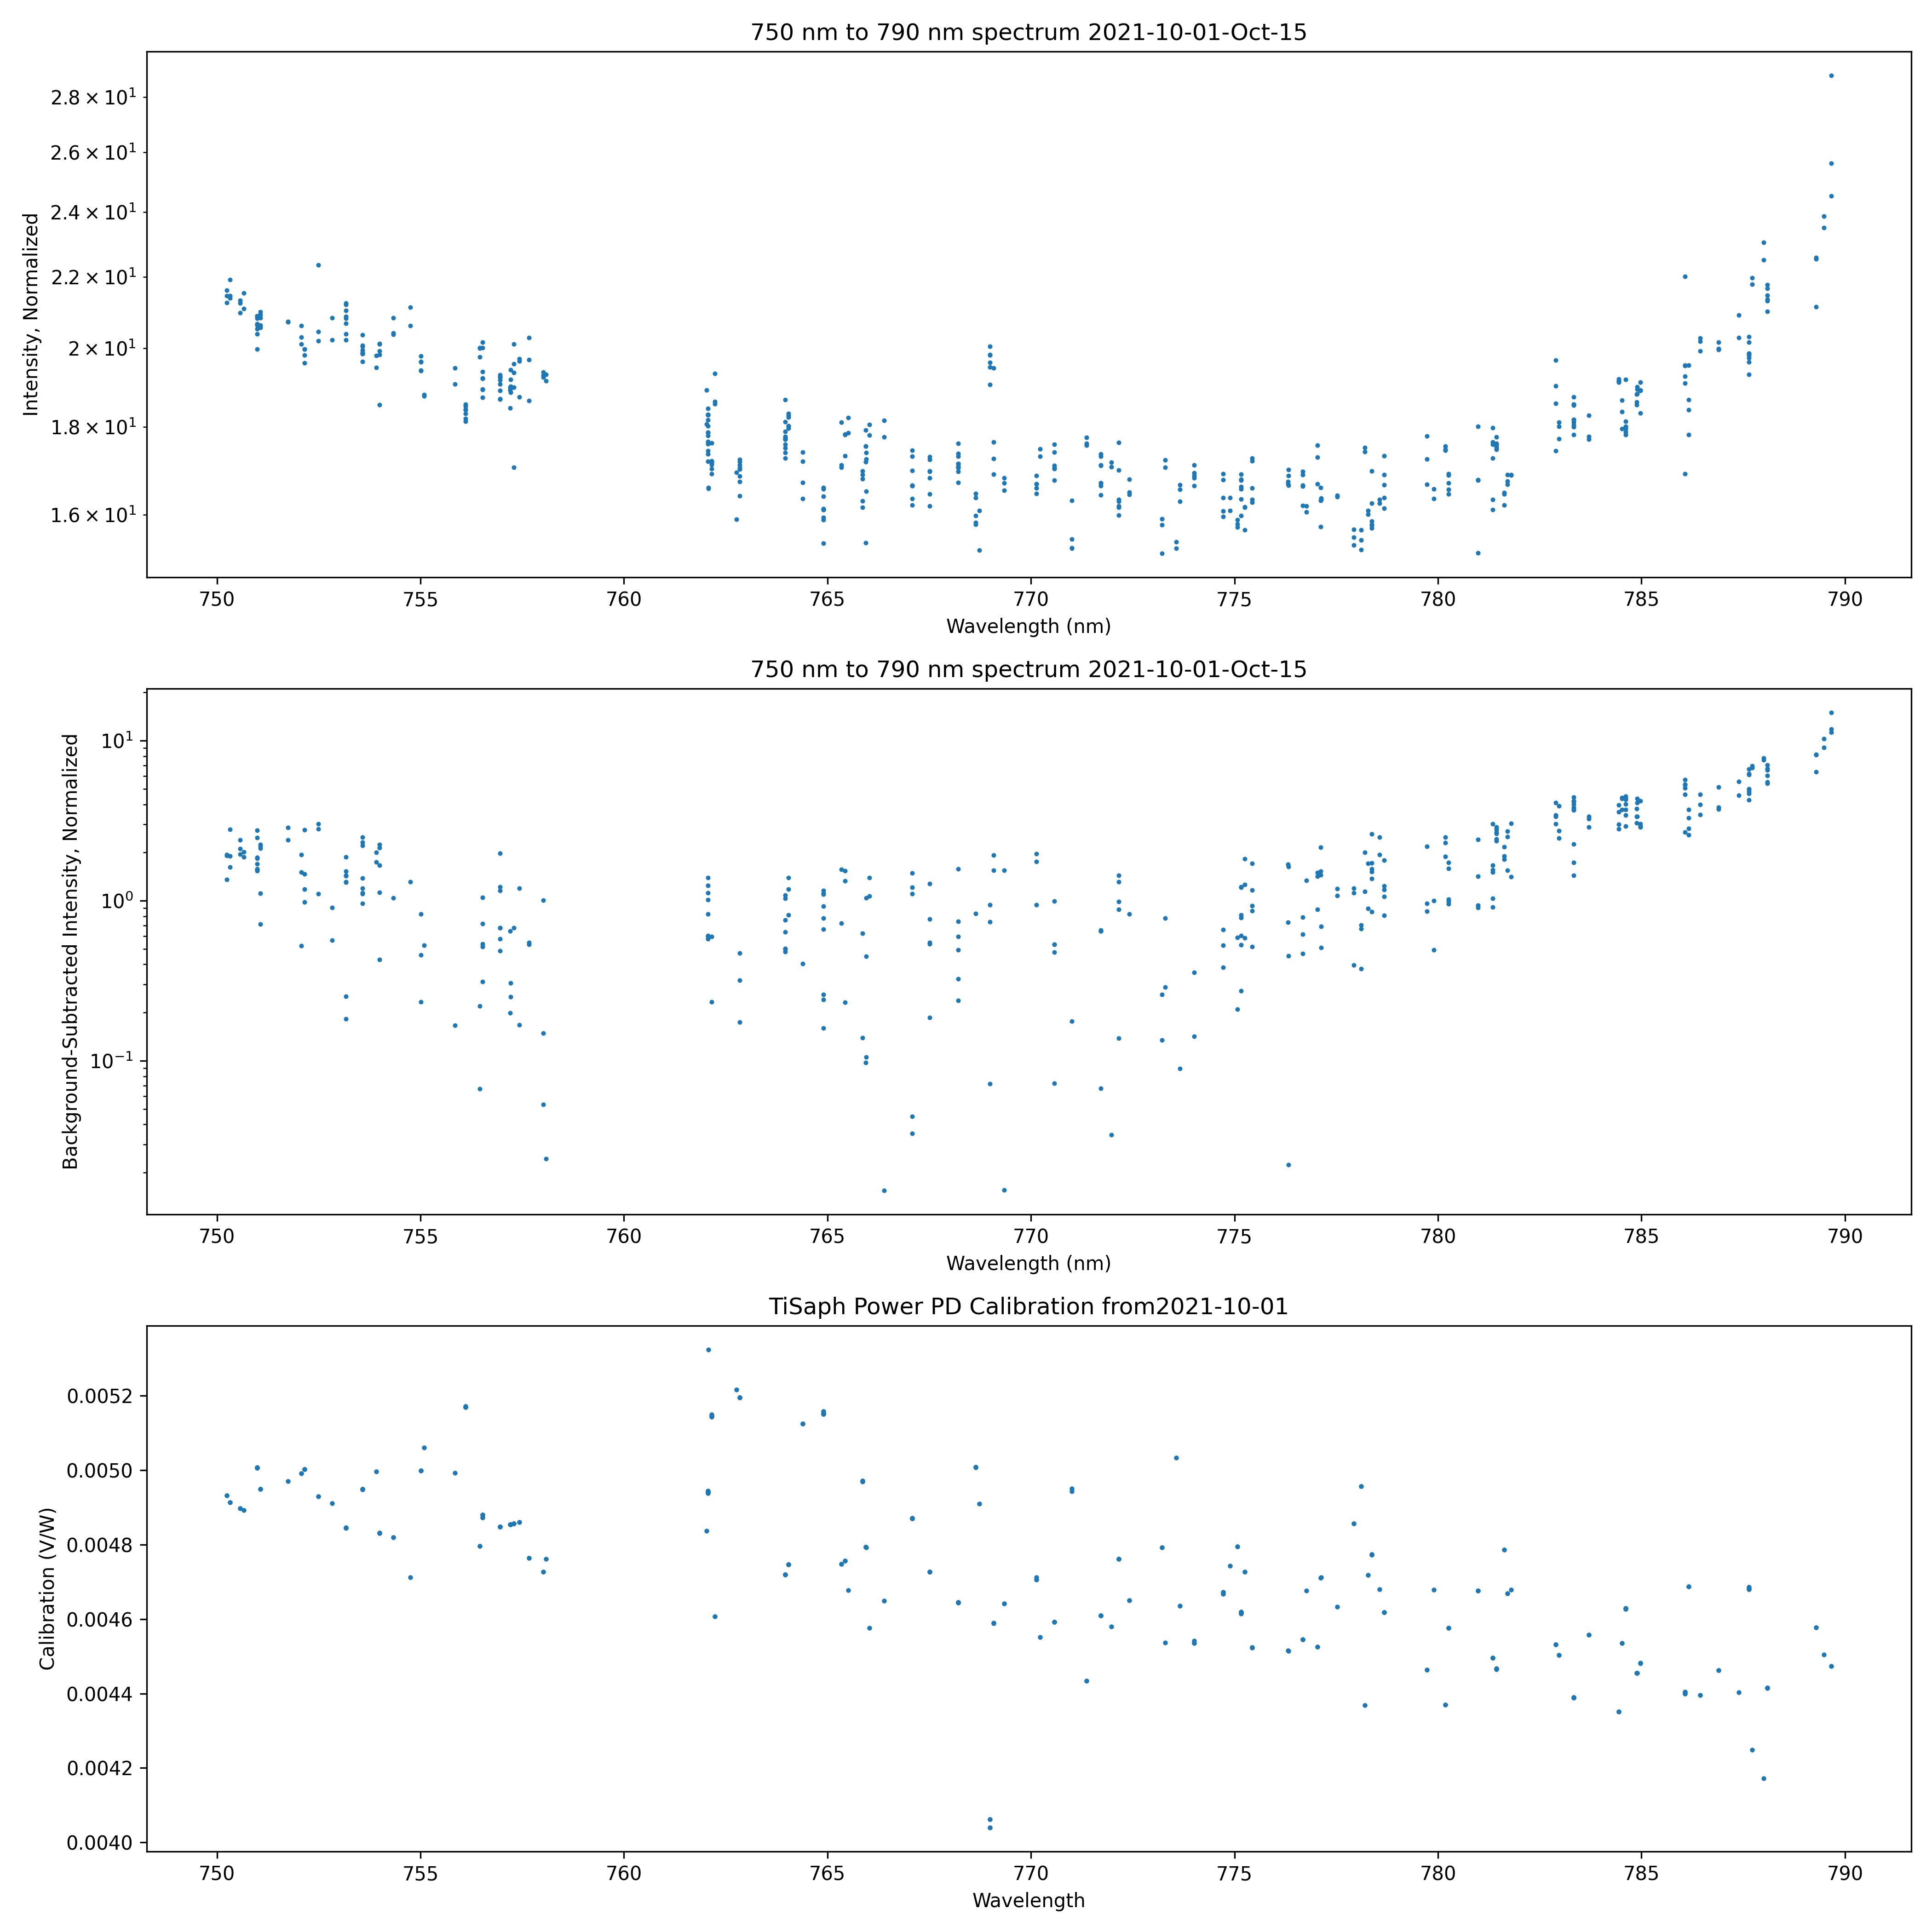 750 nm to 790 nm spectrum 2021-10-01-Oct-15
2.8 × 10¹
2.6 × 10¹
2.4 × 10¹
2.2 × 10¹
2 × 10¹
1.8 × 10¹
1.6 × 10¹
Intensity, Normalized
750 755 760 765 770 775 780 785 790
Wavelength (nm)
750 nm to 790 nm spectrum 2021-10-01-Oct-15
10¹
10⁰
10⁻¹
Background-Subtracted Intensity, Normalized
750 755 760 765 770 775 780 785 790
Wavelength (nm)
TiSaph Power PD Calibration from2021-10-01
0.0052
0.0050
0.0048
0.0046
0.0044
0.0042
0.0040
Calibration (V/W)
750 755 760 765 770 775 780 785 790
Wavelength